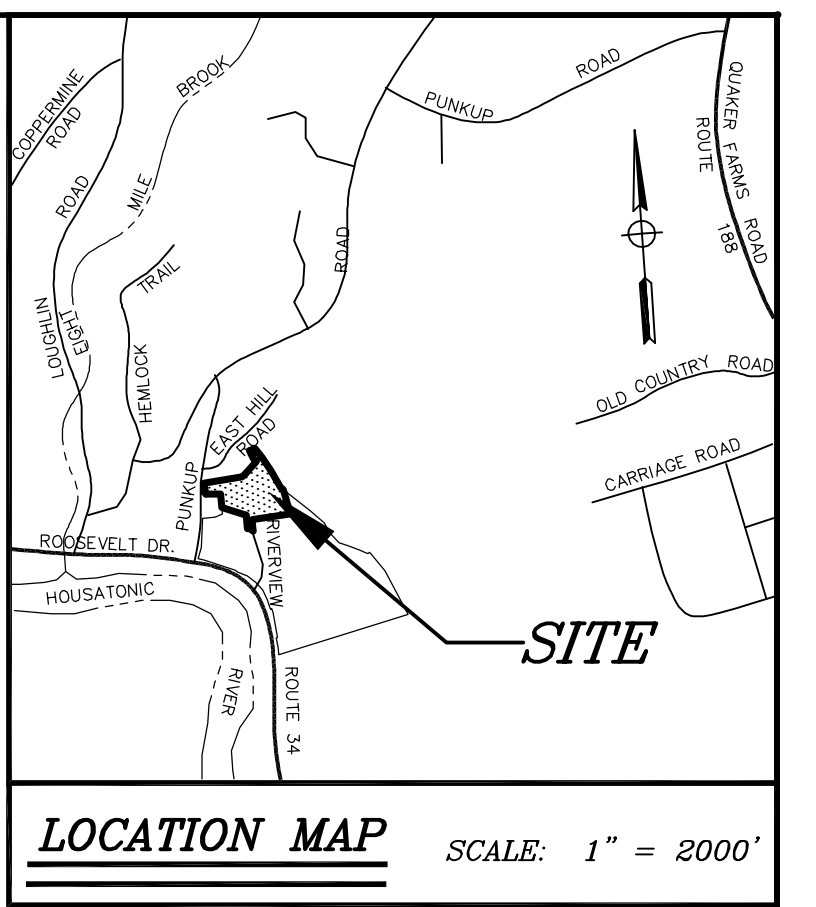 COPPERMINE
ROAD
BROOK
ROAD
PUNKUP
QUAKER FARMS ROAD
ROUTE 188
ROAD
MILE
ROAD
TRAIL
LOUGHLIN
EIGHT
HEMLOCK
EAST HILL
ROAD
OLD COUNTRY ROAD
CARRIAGE ROAD
PUNKUP
ROOSEVELT DR.
RIVERVIEW
HOUSATONIC
SITE
RIVER
ROUTE 34
LOCATION MAP
SCALE: 1" = 2000'